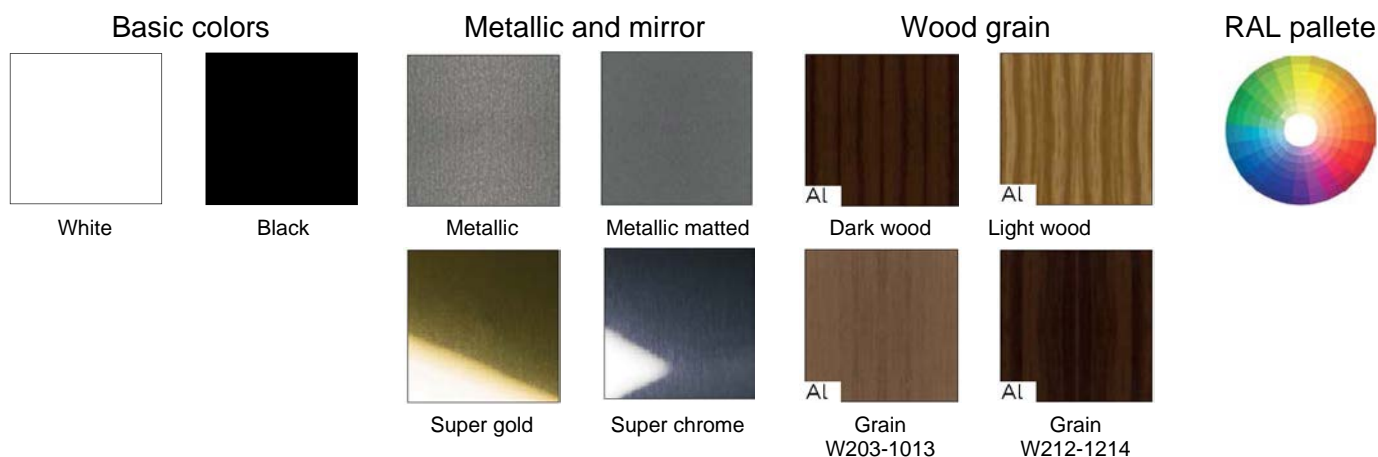 Basic colors
Metallic and mirror
Wood grain
RAL pallete
Al
Al
White
Black
Metallic
Metallic matted
Dark wood
Light wood
Al
Al
Super gold
Super chrome
Grain
W203-1013
Grain
W212-1214